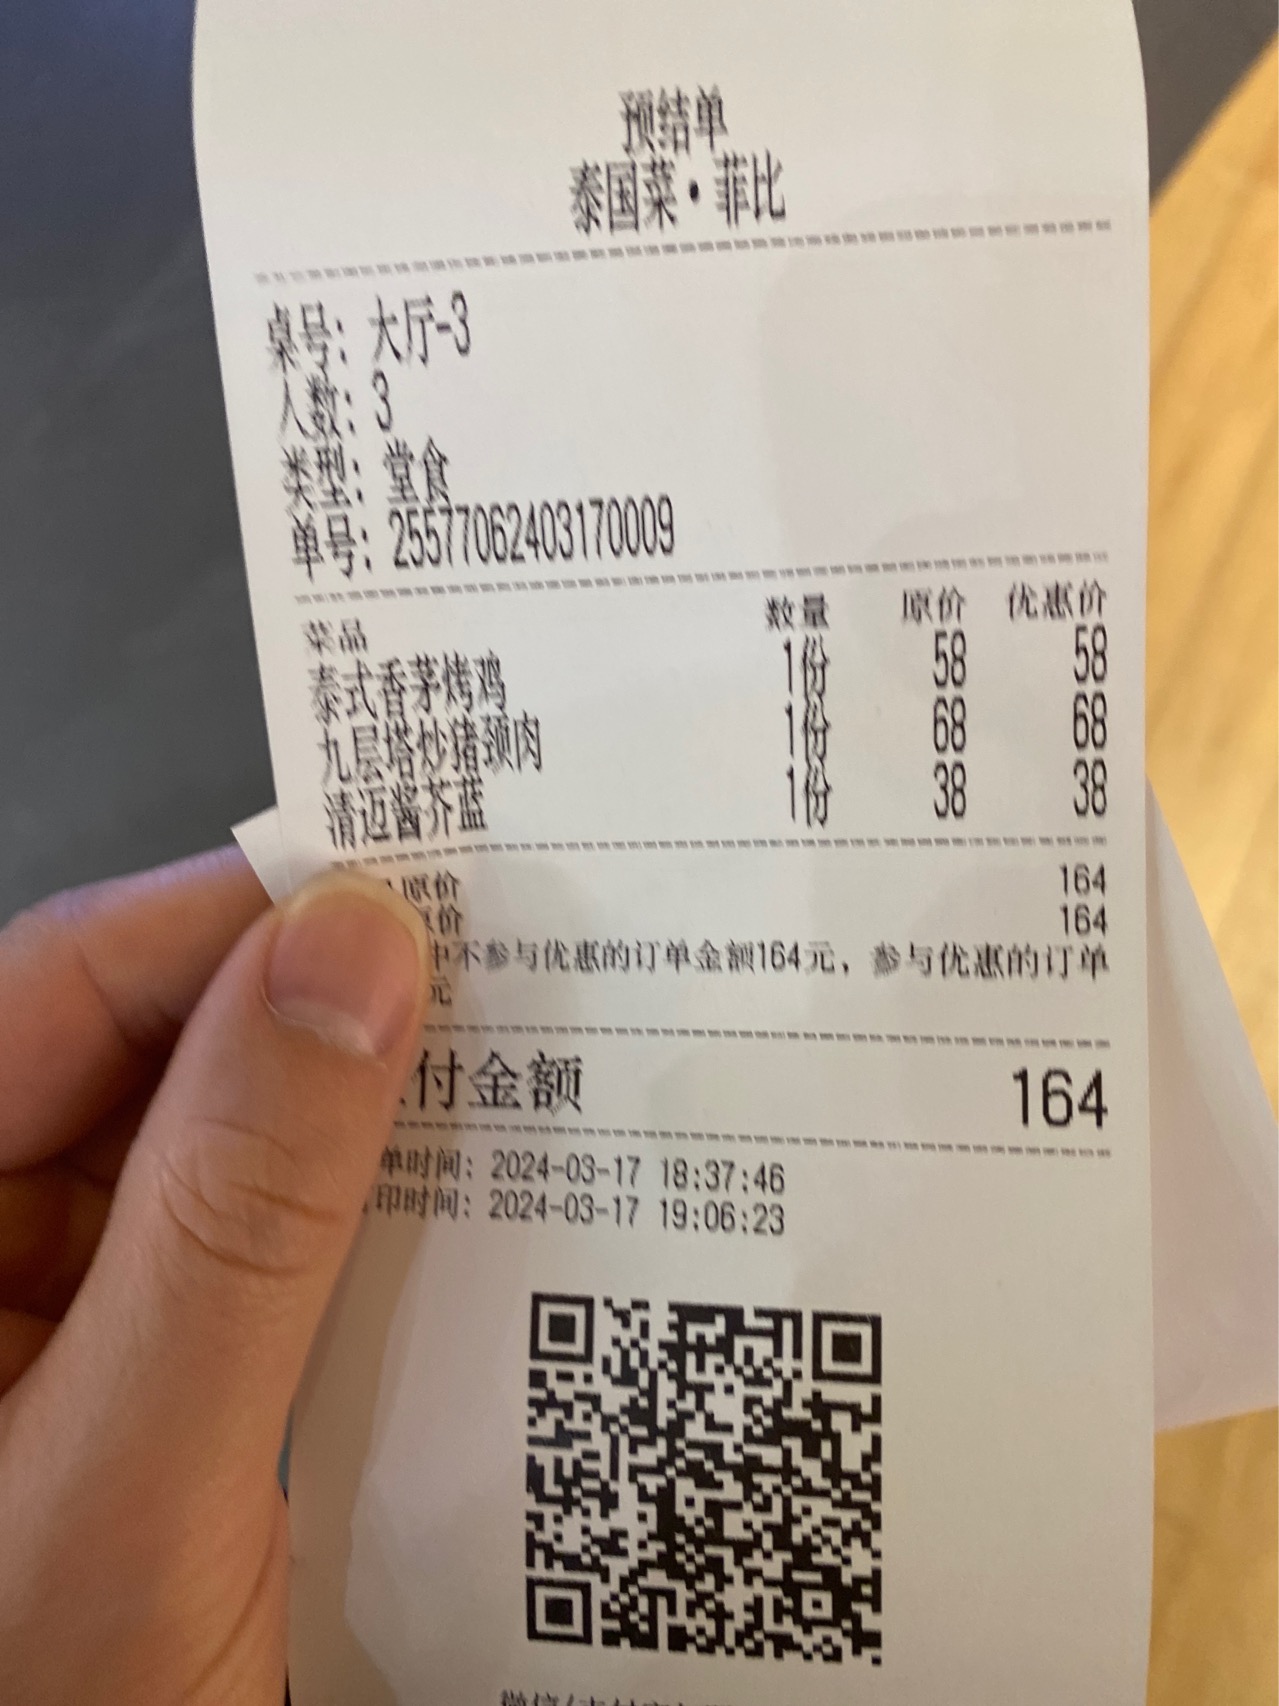 预结单
泰国菜·菲比
桌号：大厅-3
人数：3
类型：堂食
单号：25577062403170009
菜品 数量 原价 优惠价
泰式香茅烤鸡 1份 58 58
九层塔炒猪颈肉 1份 68 68
清迈酱芥蓝 1份 38 38
原价 164
原价 164
中不参与优惠的订单金额164元，参与优惠的订单
元
付金额 164
单时间：2024-03-17 18:37:46
印时间：2024-03-17 19:06:23